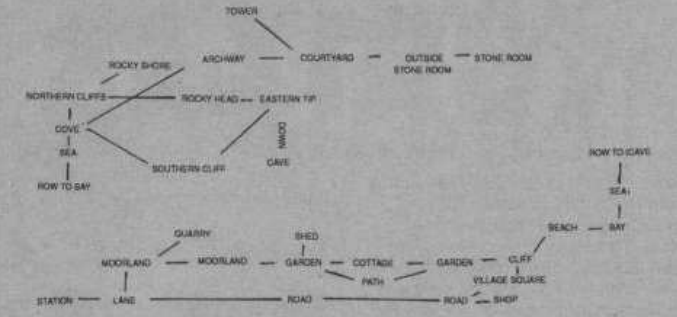 TOWER
ARCHWAY
COURTYARD
OUTSIDE
STONE ROOM
STONE ROOM
ROCKY SHORE
NORTHERN CLIFFS
ROCKY HEAD
EASTERN TIP
COVE
DOWN
SEA
SOUTHERN CLIFF
CAVE
ROW TO BAY
ROW TO CAVE
SEA
QUARRY
SHED
BEACH
BAY
MOORLAND
MOORLAND
GARDEN
COTTAGE
GARDEN
CLIFF
PATH
VILLAGE SQUARE
STATION
LANE
ROAD
ROAD
SHOP